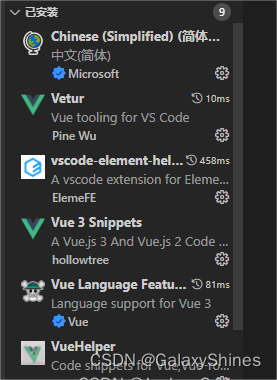 已安装 9
Chinese (Simplified) (简体...
中文(简体)
Microsoft
Vetur 10ms
Vue tooling for VS Code
Pine Wu
vscode-element-hel... 458ms
A vscode extension for Eleme...
ElemeFE
Vue 3 Snippets
A Vue.js 3 And Vue.js 2 Code ...
hollowtree
Vue Language Featu... 81ms
Language support for Vue 3
Vue
VueHelper
Code snippets for Vue,Vue-Ro...
CSDN @GalaxyShines